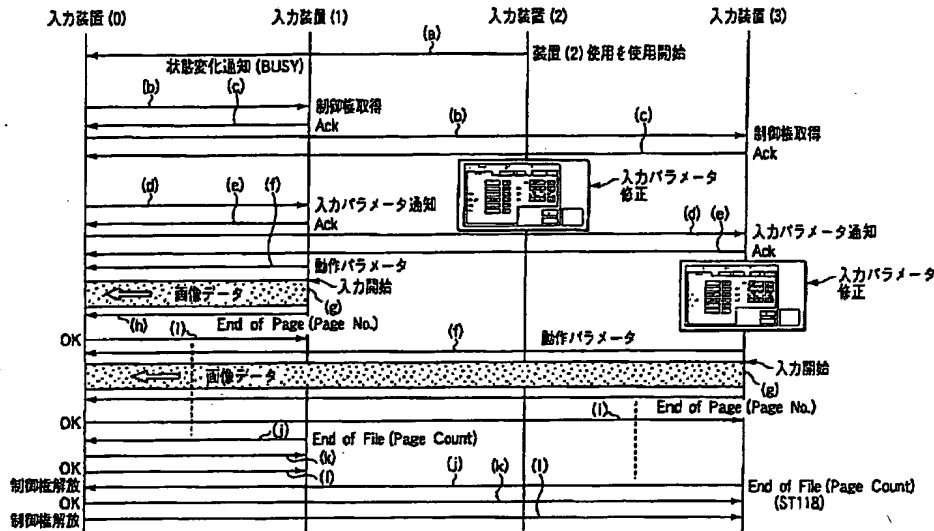 入力装置(0) 入力装置(1) 入力装置(2) 入力装置(3)
(a)
装置(2)使用を使用開始
状態変化通知(BUSY)
(b) (c) 制御権取得
Ack
(b) (c) 制御権取得
Ack
入力パラメータ
修正
(d) (e) (f) 入力パラメータ通知
Ack
(d) (e) 入力パラメータ通知
Ack
動作パラメータ
入力開始
画像データ
(g)
入力パラメータ
修正
(h) End of Page (Page No.)
OK (i)
(f) 動作パラメータ
入力開始
画像データ
(g)
End of Page (Page No.)
OK (i)
(j) End of File (Page Count)
OK (k)
制御権解放 (l)
(j) (k) (l) End of File (Page Count)
(ST118)
OK
制御権解放